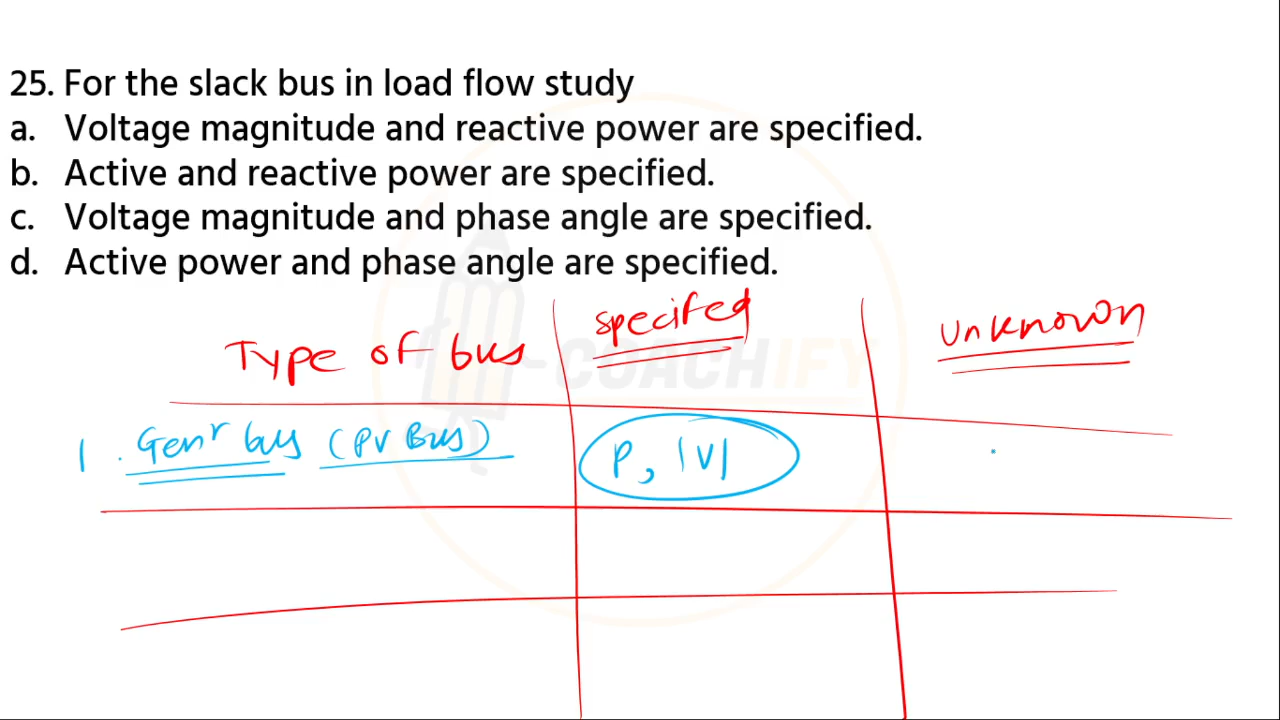 25. For the slack bus in load flow study
a. Voltage magnitude and reactive power are specified.
b. Active and reactive power are specified.
c. Voltage magnitude and phase angle are specified.
d. Active power and phase angle are specified.
Type of bus specifed unknown
COACHIFY
1. Genr bus (PV Bus) P, |V|